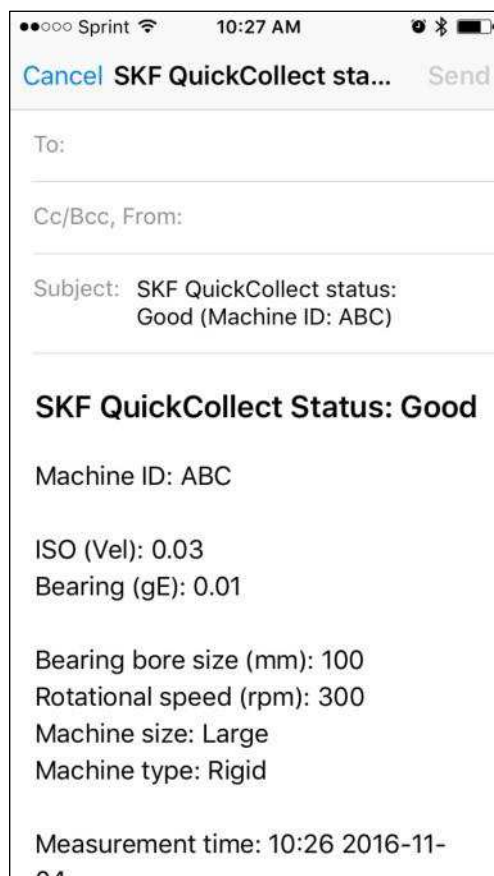 Sprint 10:27 AM
Cancel SKF QuickCollect sta... Send
To:
Cc/Bcc, From:
Subject: SKF QuickCollect status:
Good (Machine ID: ABC)
SKF QuickCollect Status: Good
Machine ID: ABC
ISO (Vel): 0.03
Bearing (gE): 0.01
Bearing bore size (mm): 100
Rotational speed (rpm): 300
Machine size: Large
Machine type: Rigid
Measurement time: 10:26 2016-11-